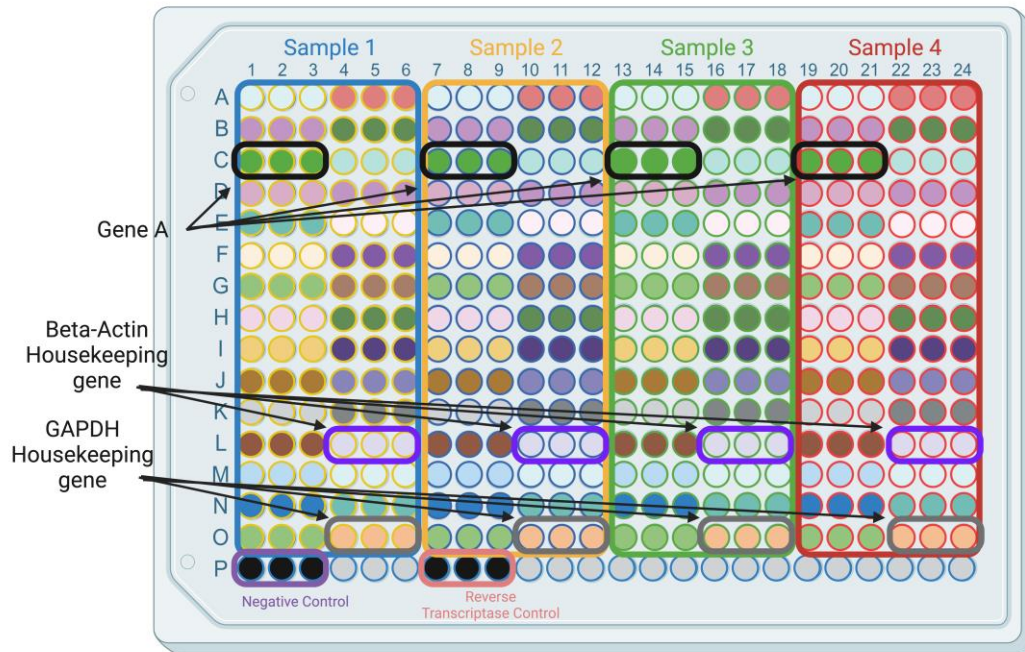 Sample 1 Sample 2 Sample 3 Sample 4
1 2 3 4 5 6 7 8 9 10 11 12 13 14 15 16 17 18 19 20 21 22 23 24
A
B
C
D
Gene A
E
F
G
H
Beta-Actin
Housekeeping
gene
I
J
K
GAPDH
Housekeeping
gene
L
M
N
O
P
Negative Control
Reverse
Transcriptase Control